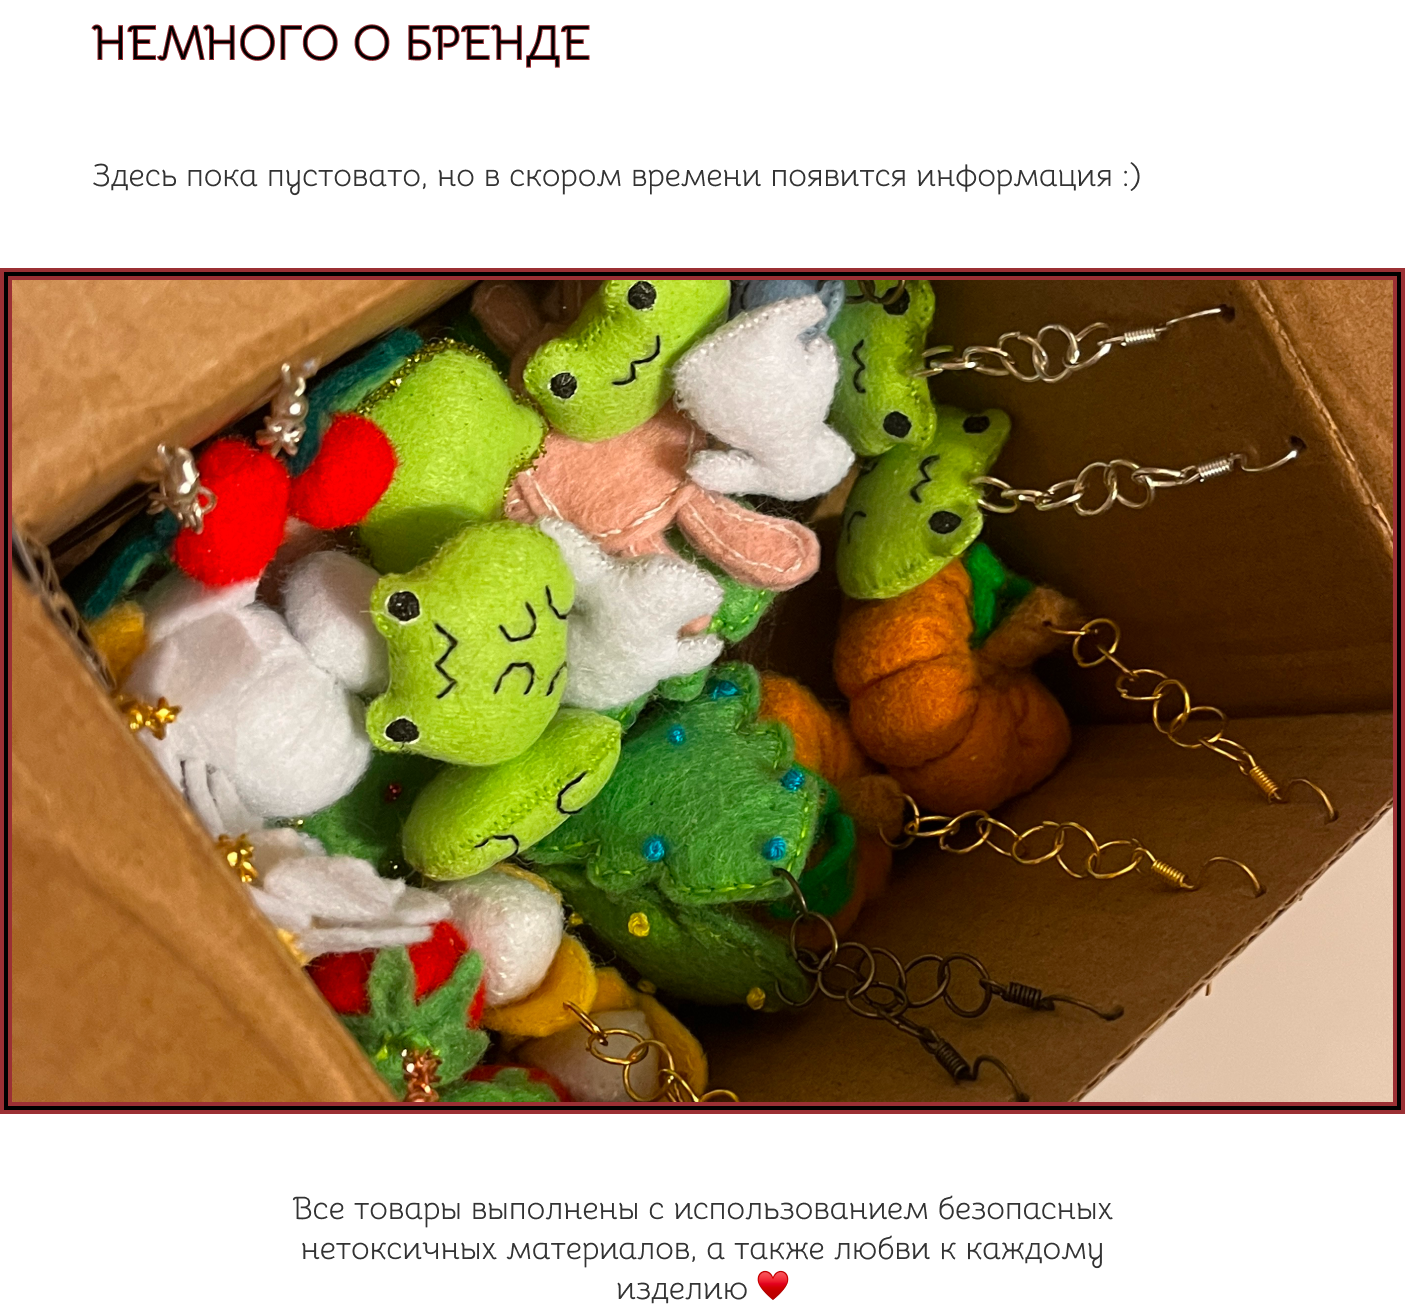 НЕМНОГО О БРЕНДЕ
Здесь пока пустовато, но в скором времени появится информация :)
Все товары выполнены с использованием безопасных
нетоксичных материалов, а также любви к каждому
изделию ♥️